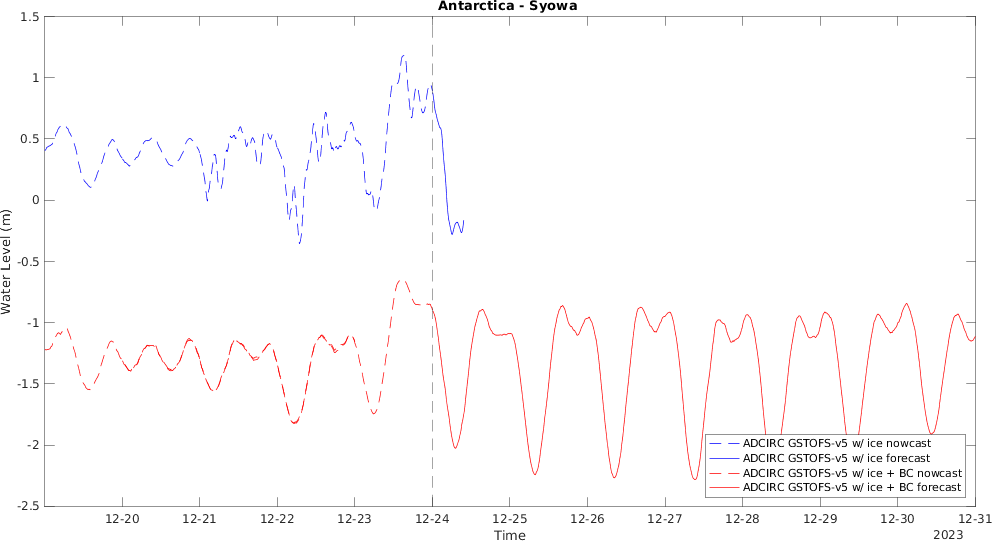 Antarctica - Syowa
1.5
1
0.5
0
-0.5
-1
-1.5
-2
-2.5
Water Level (m)
ADCIRC GSTOFS-v5 w/ ice nowcast
ADCIRC GSTOFS-v5 w/ ice forecast
ADCIRC GSTOFS-v5 w/ ice + BC nowcast
ADCIRC GSTOFS-v5 w/ ice + BC forecast
12-20 12-21 12-22 12-23 12-24 12-25 12-26 12-27 12-28 12-29 12-30 12-31
Time
2023